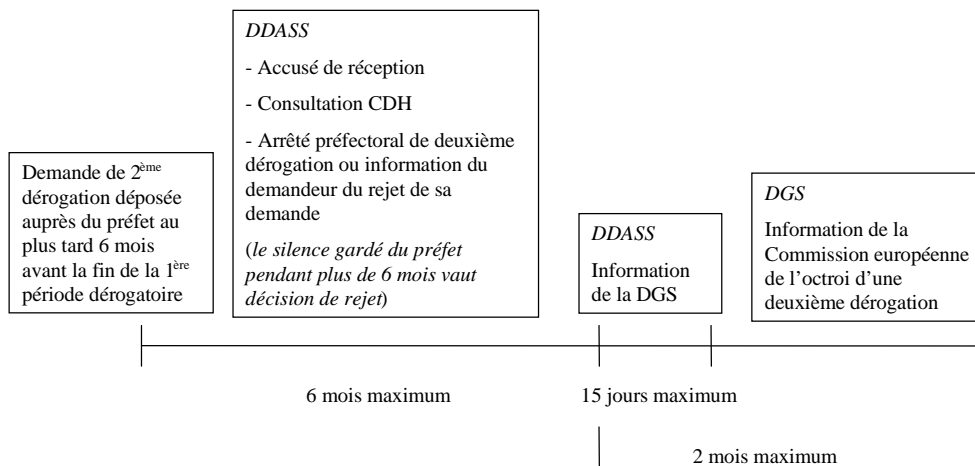 Demande de 2ème
dérogation déposée
auprès du préfet au
plus tard 6 mois
avant la fin de la 1ère
période dérogatoire
DDASS
- Accusé de réception
- Consultation CDH
- Arrêté préfectoral de deuxième
dérogation ou information du
demandeur du rejet de sa
demande
(le silence gardé du préfet
pendant plus de 6 mois vaut
décision de rejet)
DDASS
Information
de la DGS
DGS
Information de la
Commission européenne
de l'octroi d'une
deuxième dérogation
6 mois maximum
15 jours maximum
2 mois maximum